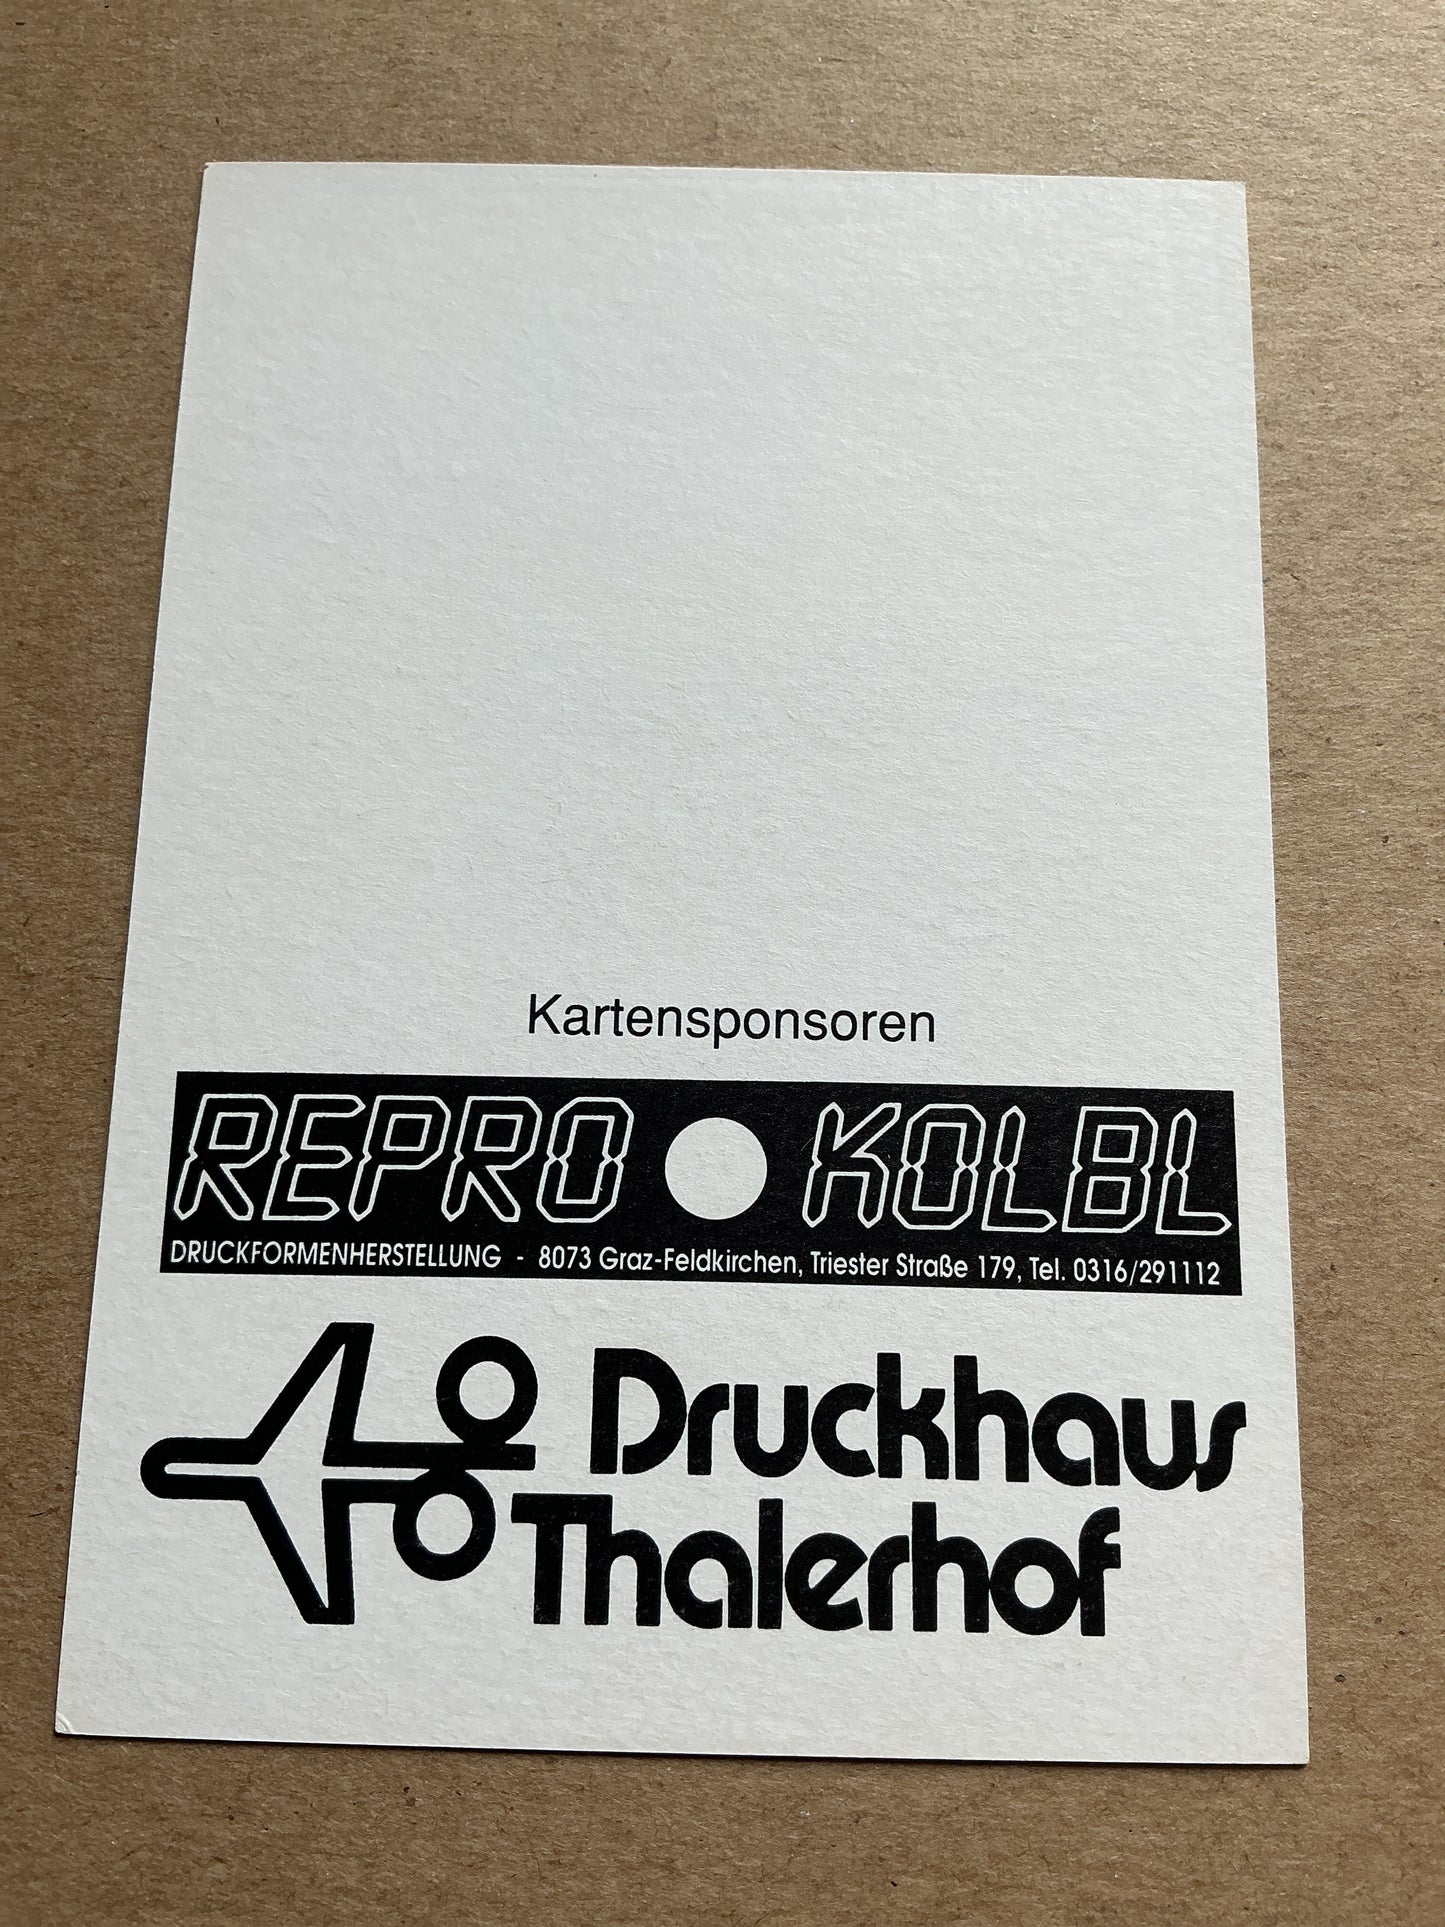 Kartensponsoren
REPRO KOLBL
DRUCKFORMENHERSTELLUNG - 8073 Graz-Feldkirchen, Triester Straße 179, Tel. 0316/291112
Druckhaus
Thalerhof